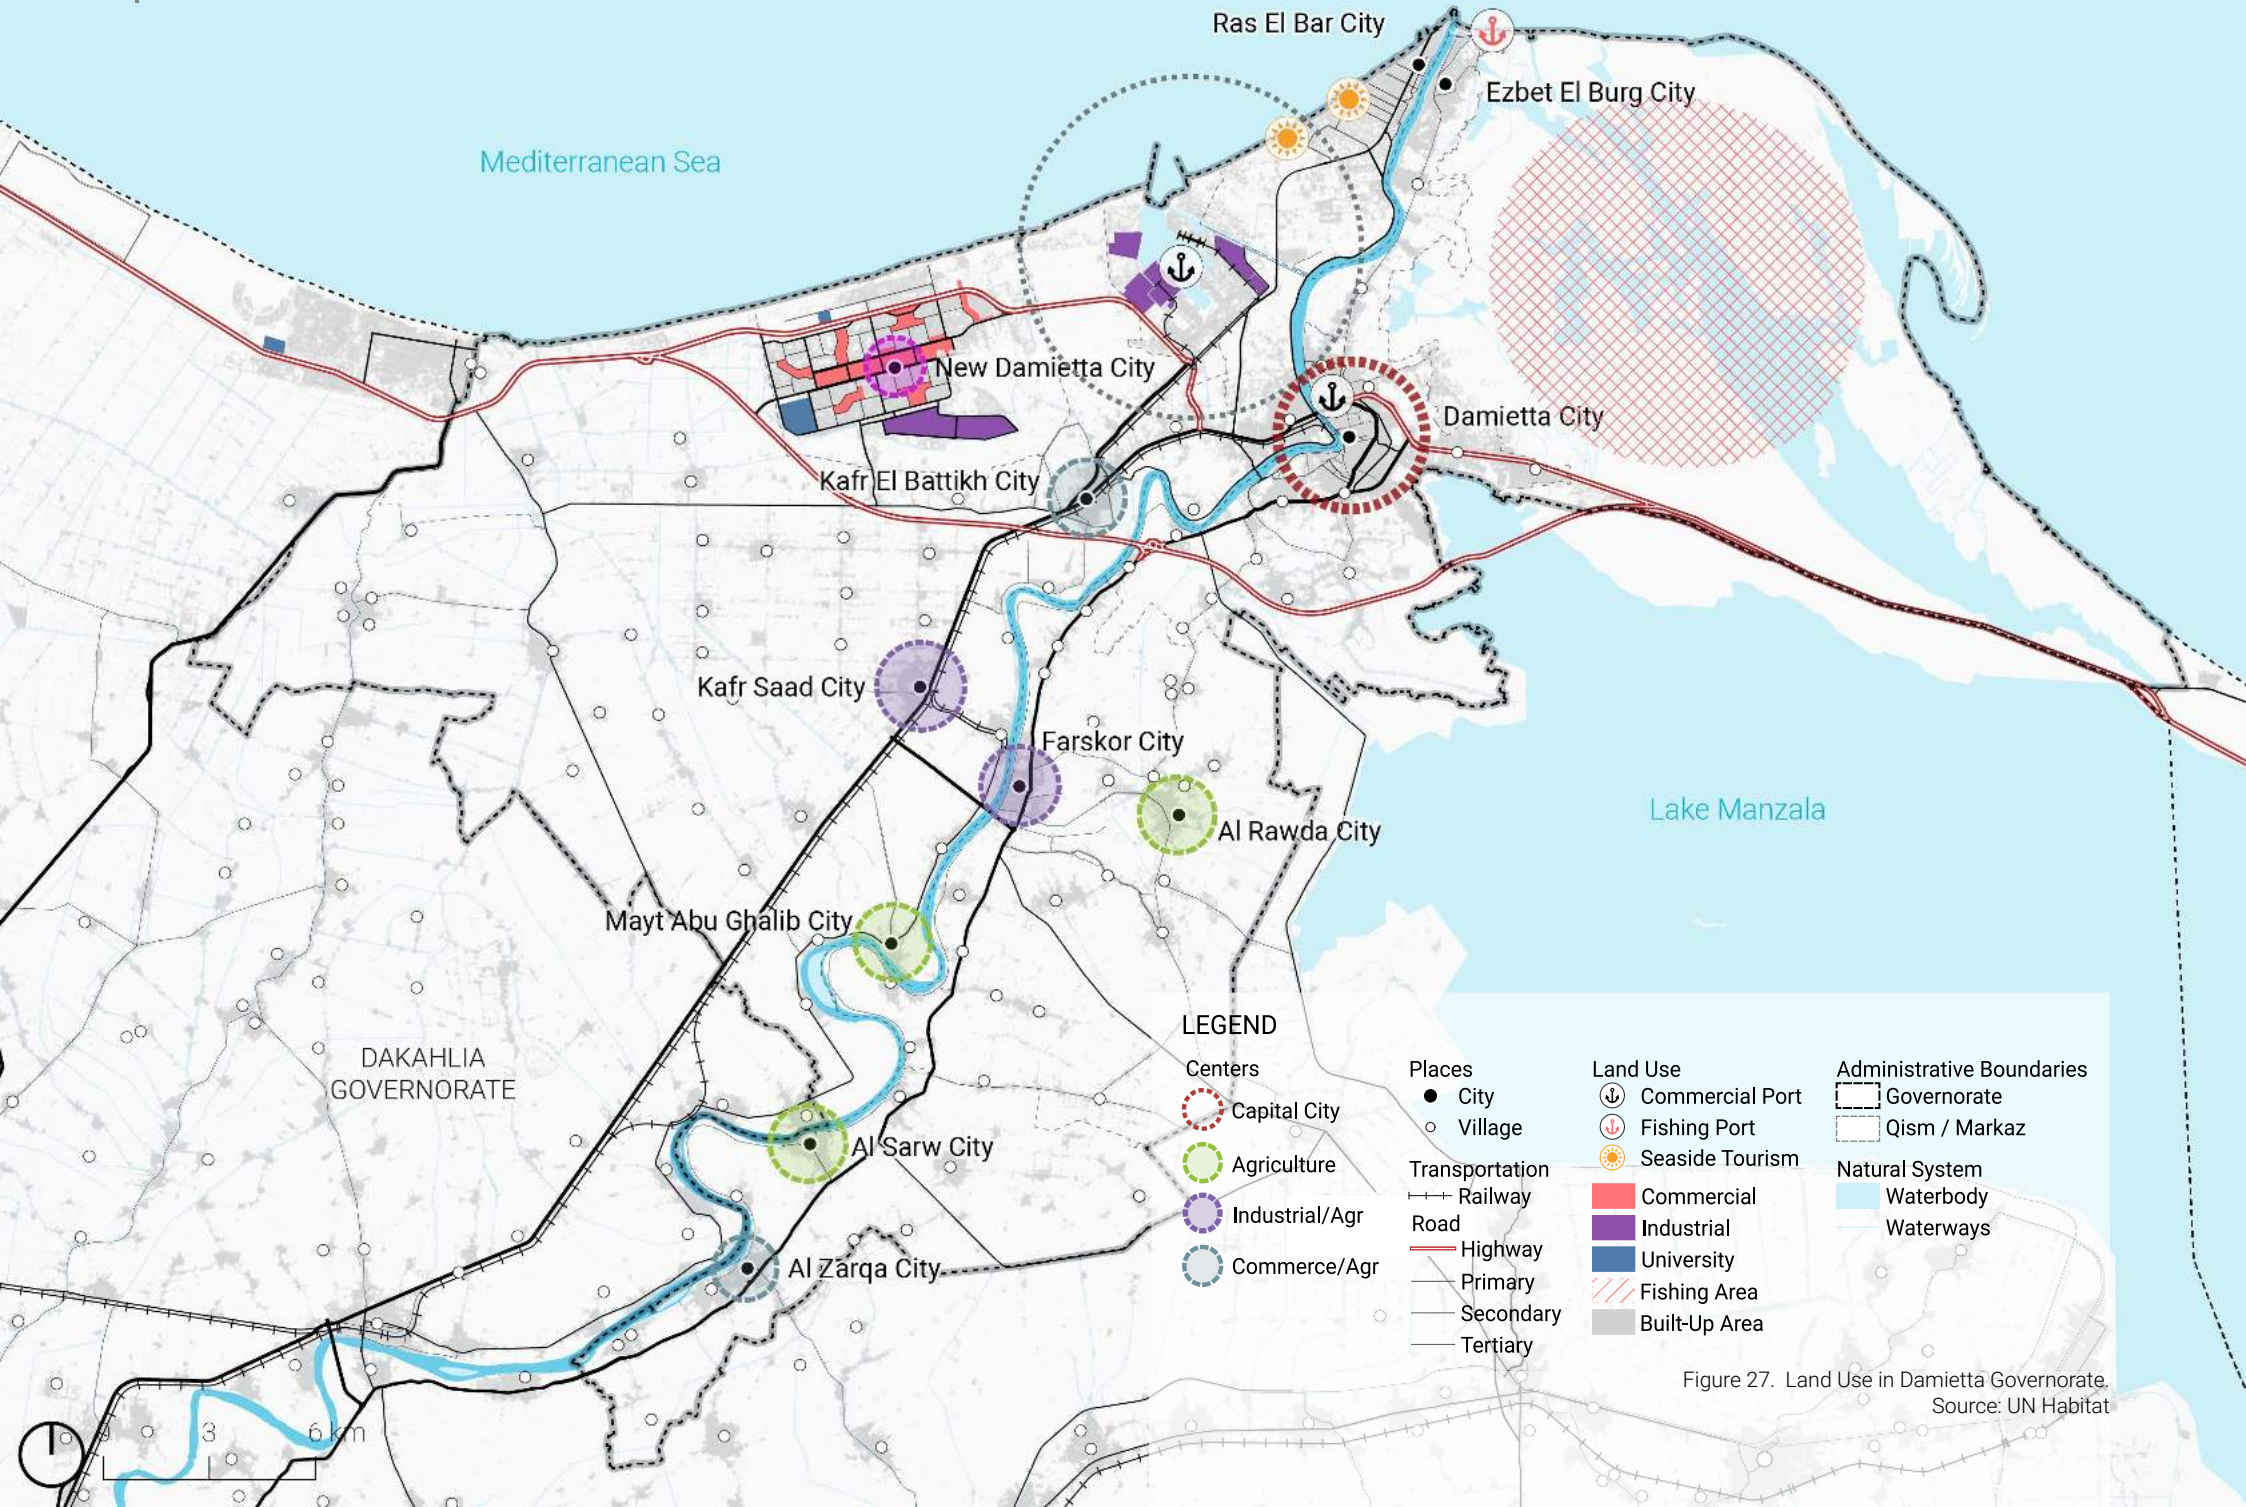 Ras El Bar City
Ezbet El Burg City
Mediterranean Sea
New Damietta City
Damietta City
Kafr El Battikh City
Kafr Saad City
Farskor City
Al Rawda City
Lake Manzala
Mayt Abu Ghalib City
DAKAHLIA
GOVERNORATE
Al Sarw City
Al Zarqa City
LEGEND
Centers
Capital City
Agriculture
Industrial/Agr
Commerce/Agr
Places
City
Village
Transportation
Railway
Road
Highway
Primary
Secondary
Tertiary
Land Use
Commercial Port
Fishing Port
Seaside Tourism
Commercial
Industrial
University
Fishing Area
Built-Up Area
Administrative Boundaries
Governorate
Qism / Markaz
Natural System
Waterbody
Waterways
Figure 27. Land Use in Damietta Governorate.
Source: UN Habitat
0 3 6 km